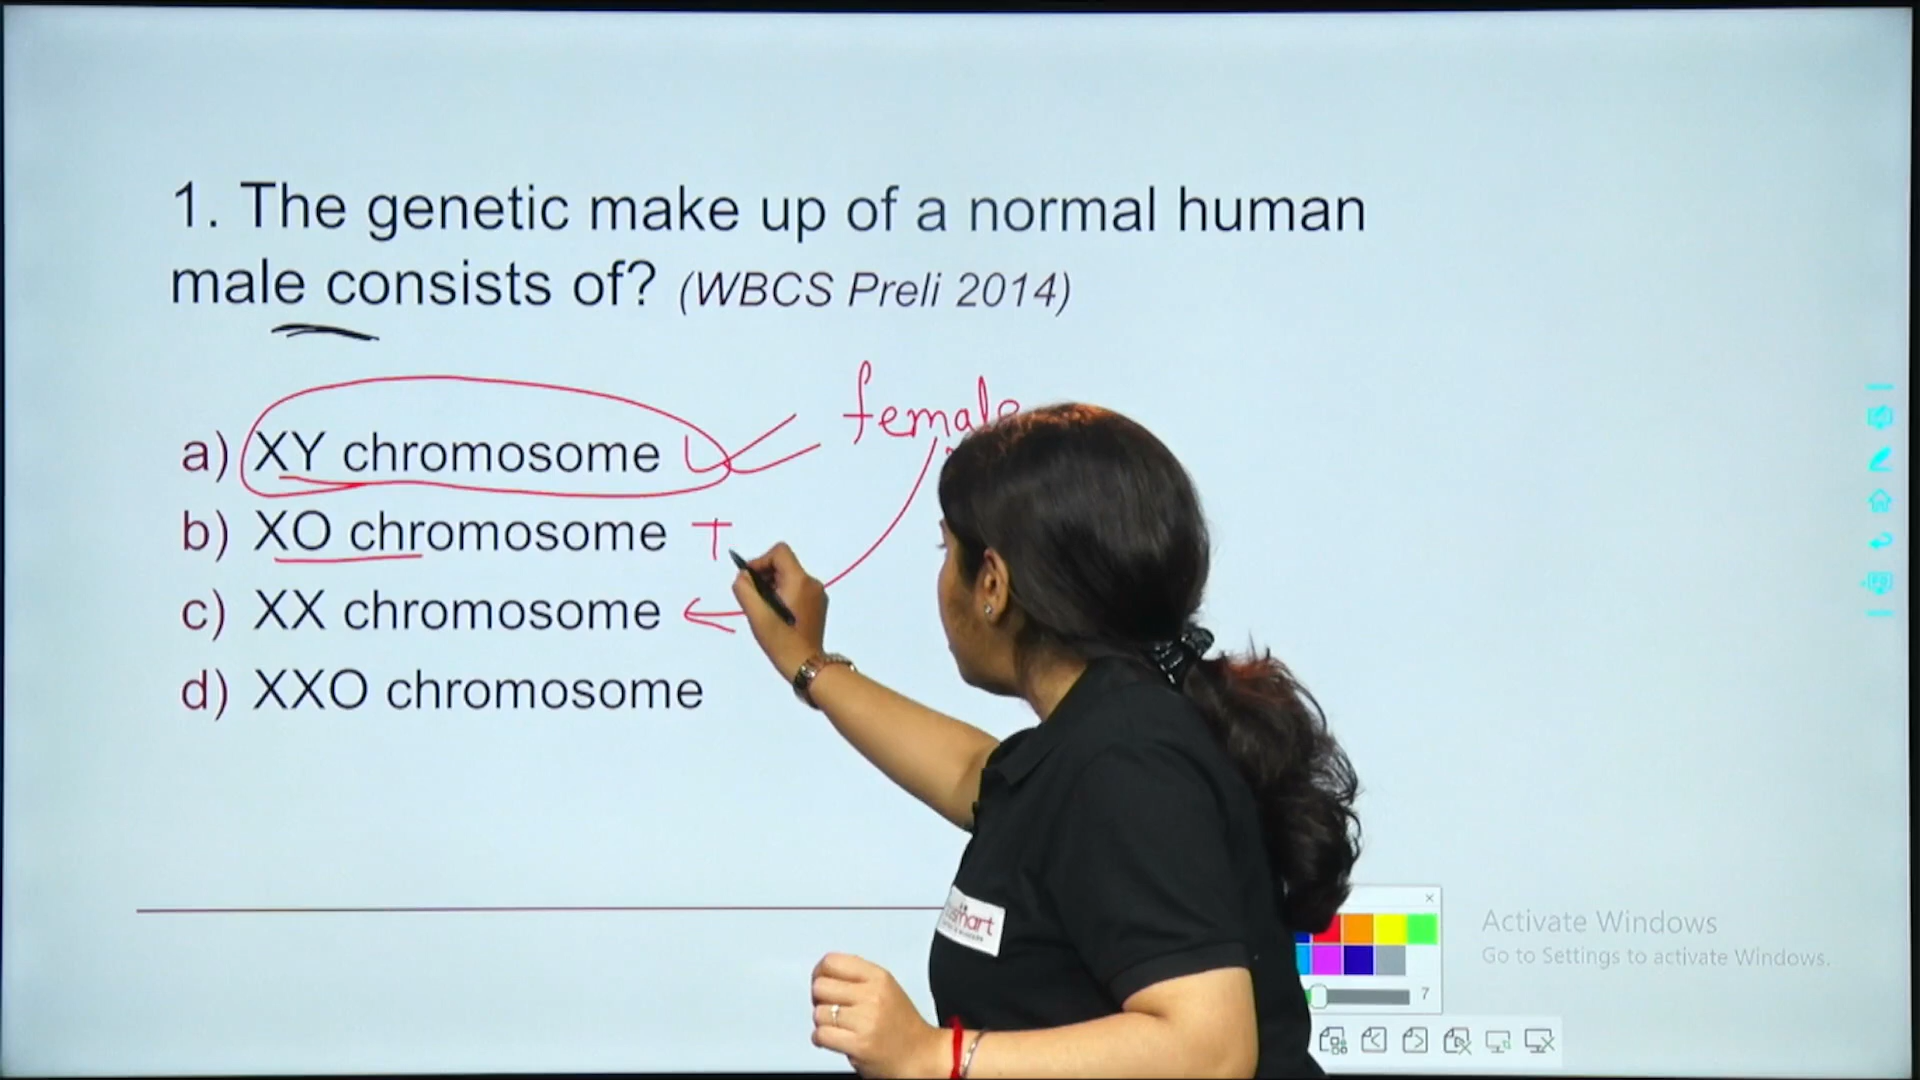 1. The genetic make up of a normal human
male consists of? (WBCS Preli 2014)
a) XY chromosome
female
b) XO chromosome T
c) XX chromosome
d) XXO chromosome
Activate Windows
Go to Settings to activate Windows.
7